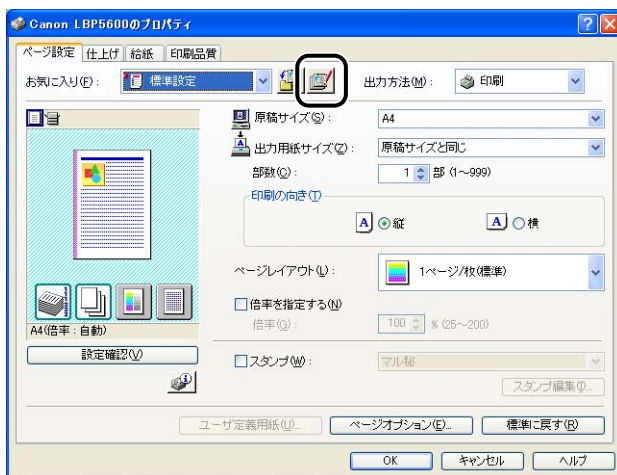 Canon LBP5600のプロパティ
ページ設定 仕上げ 給紙 印刷品質
お気に入り(F): 標準設定 出力方法(M): 印刷
原稿サイズ(S): A4
出力用紙サイズ(Z): 原稿サイズと同じ
部数(C): 1 部 (1~999)
印刷の向き(T)
A 縦 A 横
ページレイアウト(L): 1ページ/枚(標準)
倍率を指定する(N)
倍率(G): 100 % (25~200)
A4(倍率:自動)
設定確認(V)
スタンプ(W): マル秘
スタンプ編集(I)...
ユーザ定義用紙(U)... ページオプション(E)... 標準に戻す(R)
OK キャンセル ヘルプ